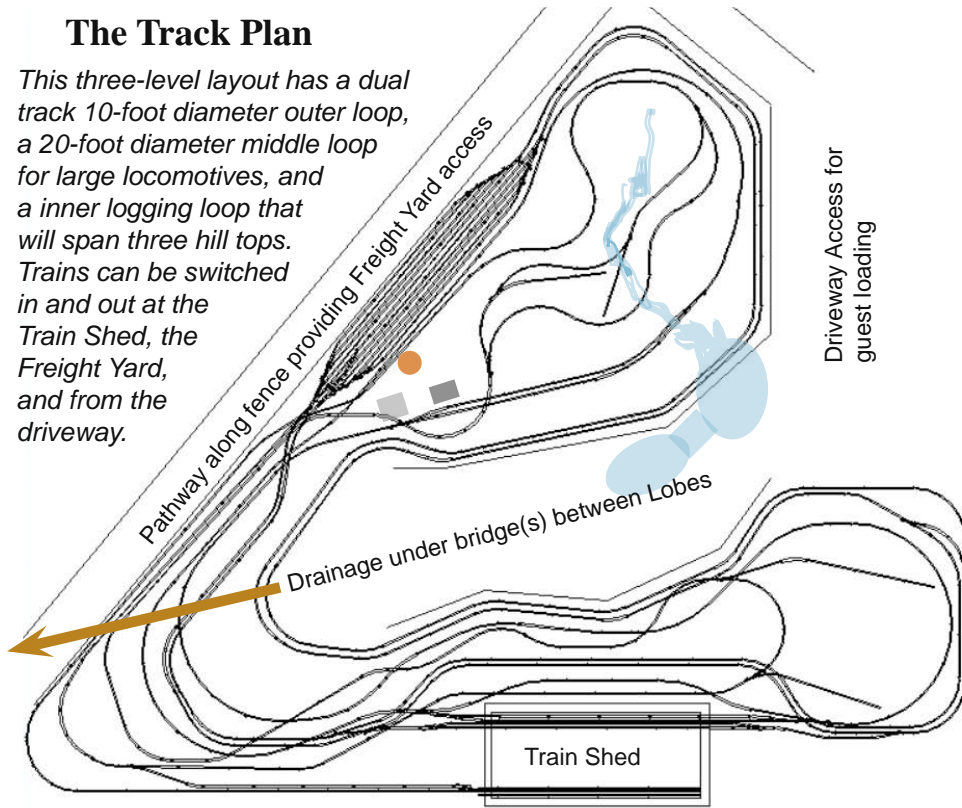 The Track Plan
This three-level layout has a dual
track 10-foot diameter outer loop,
a 20-foot diameter middle loop
for large locomotives, and
a inner logging loop that
will span three hill tops.
Trains can be switched
in and out at the
Train Shed, the
Freight Yard,
and from the
driveway.
Pathway along fence providing Freight Yard access
Driveway Access for
guest loading
Drainage under bridge(s) between Lobes
Train Shed